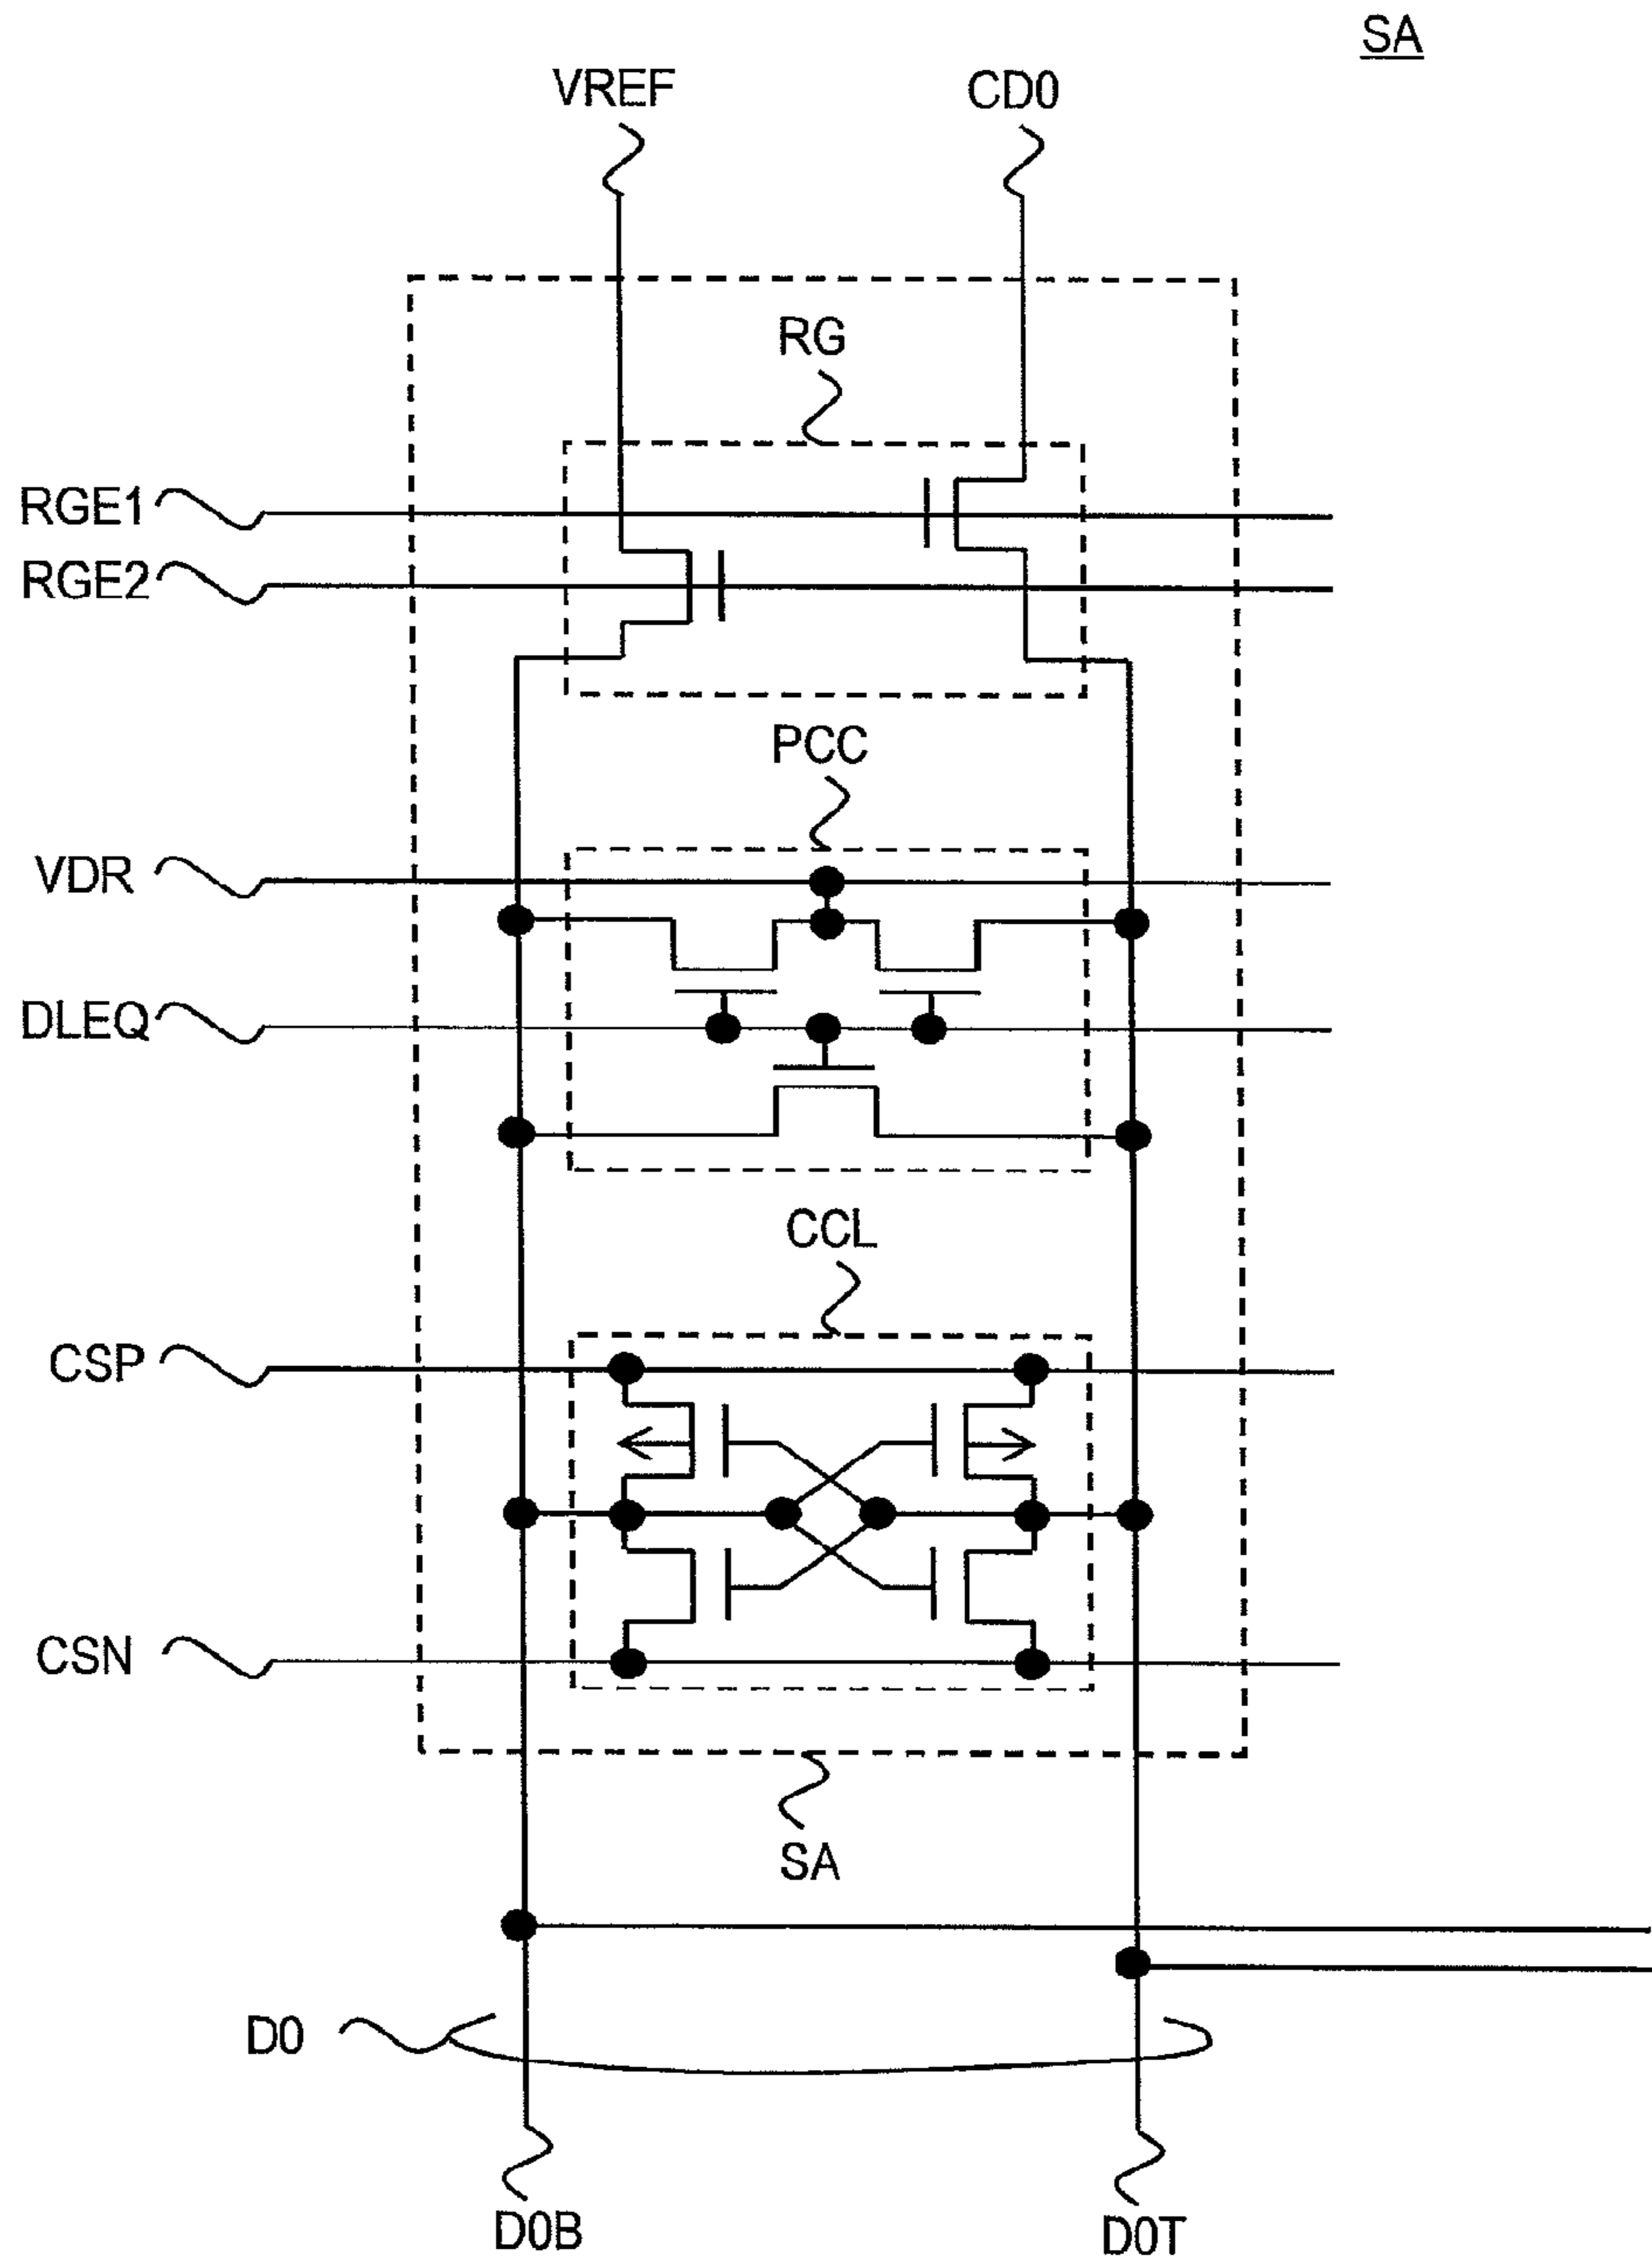 SA
VREF
CD0
RG
RGE1
RGE2
PCC
VDR
DLEQ
CCL
CSP
CSN
SA
D0
D0B
D0T